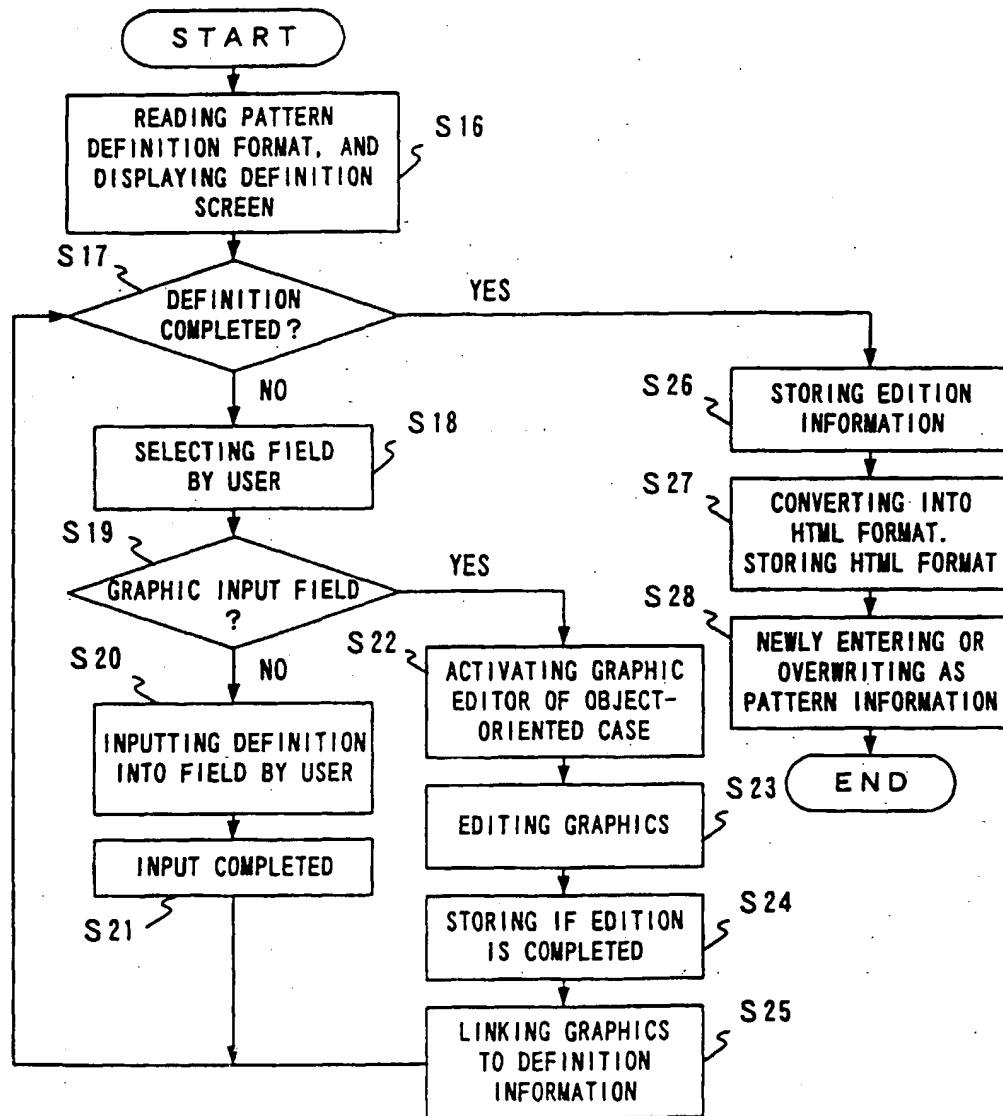 START
READING PATTERN
DEFINITION FORMAT, AND
DISPLAYING DEFINITION
SCREEN
S16
S17
DEFINITION
COMPLETED?
YES
NO
S18
SELECTING FIELD
BY USER
S19
GRAPHIC INPUT FIELD
?
YES
NO
S20
INPUTTING DEFINITION
INTO FIELD BY USER
INPUT COMPLETED
S21
S22
ACTIVATING GRAPHIC
EDITOR OF OBJECT-
ORIENTED CASE
S23
EDITING GRAPHICS
S24
STORING IF EDITION
IS COMPLETED
S25
LINKING GRAPHICS
TO DEFINITION
INFORMATION
S26
STORING EDITION
INFORMATION
S27
CONVERTING INTO
HTML FORMAT.
STORING HTML FORMAT
S28
NEWLY ENTERING OR
OVERWRITING AS
PATTERN INFORMATION
END